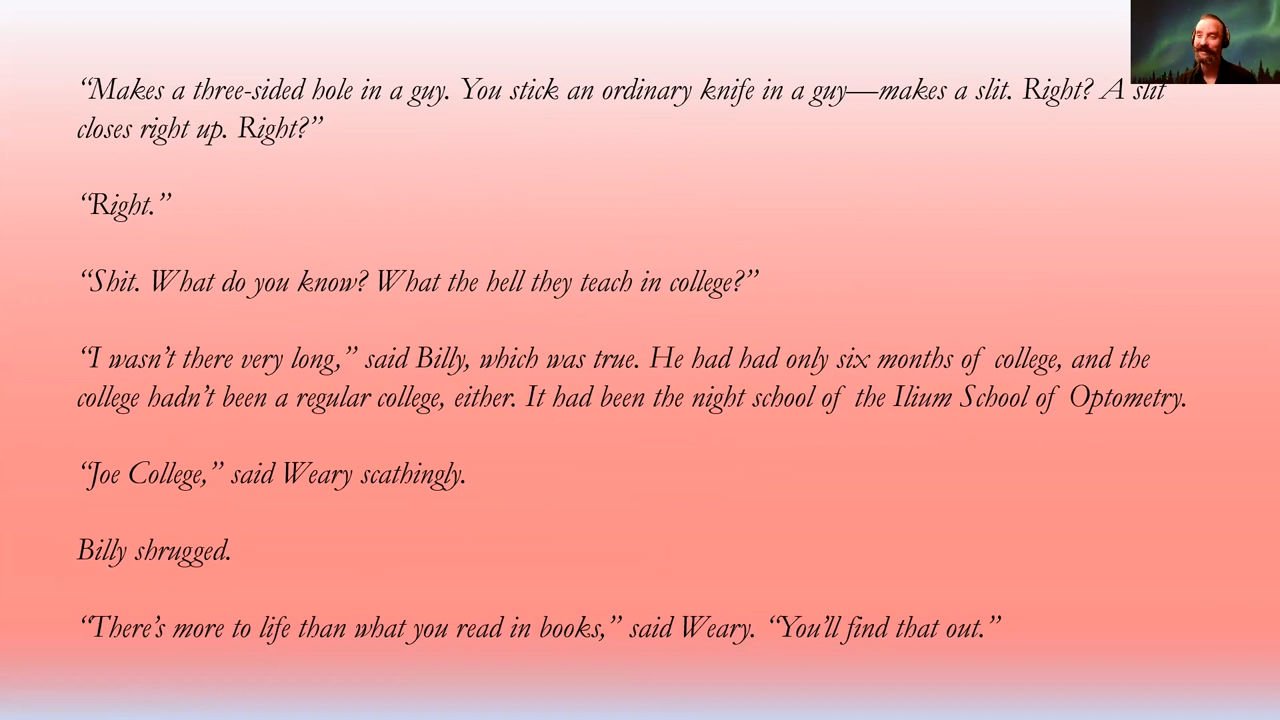 “Makes a three-sided hole in a guy. You stick an ordinary knife in a guy—makes a slit. Right? A slit
closes right up. Right?”
“Right.”
“Shit. What do you know? What the hell they teach in college?”
“I wasn’t there very long,” said Billy, which was true. He had had only six months of college, and the
college hadn’t been a regular college, either. It had been the night school of the Ilium School of Optometry.
“Joe College,” said Weary scathingly.
Billy shrugged.
“There’s more to life than what you read in books,” said Weary. “You’ll find that out.”